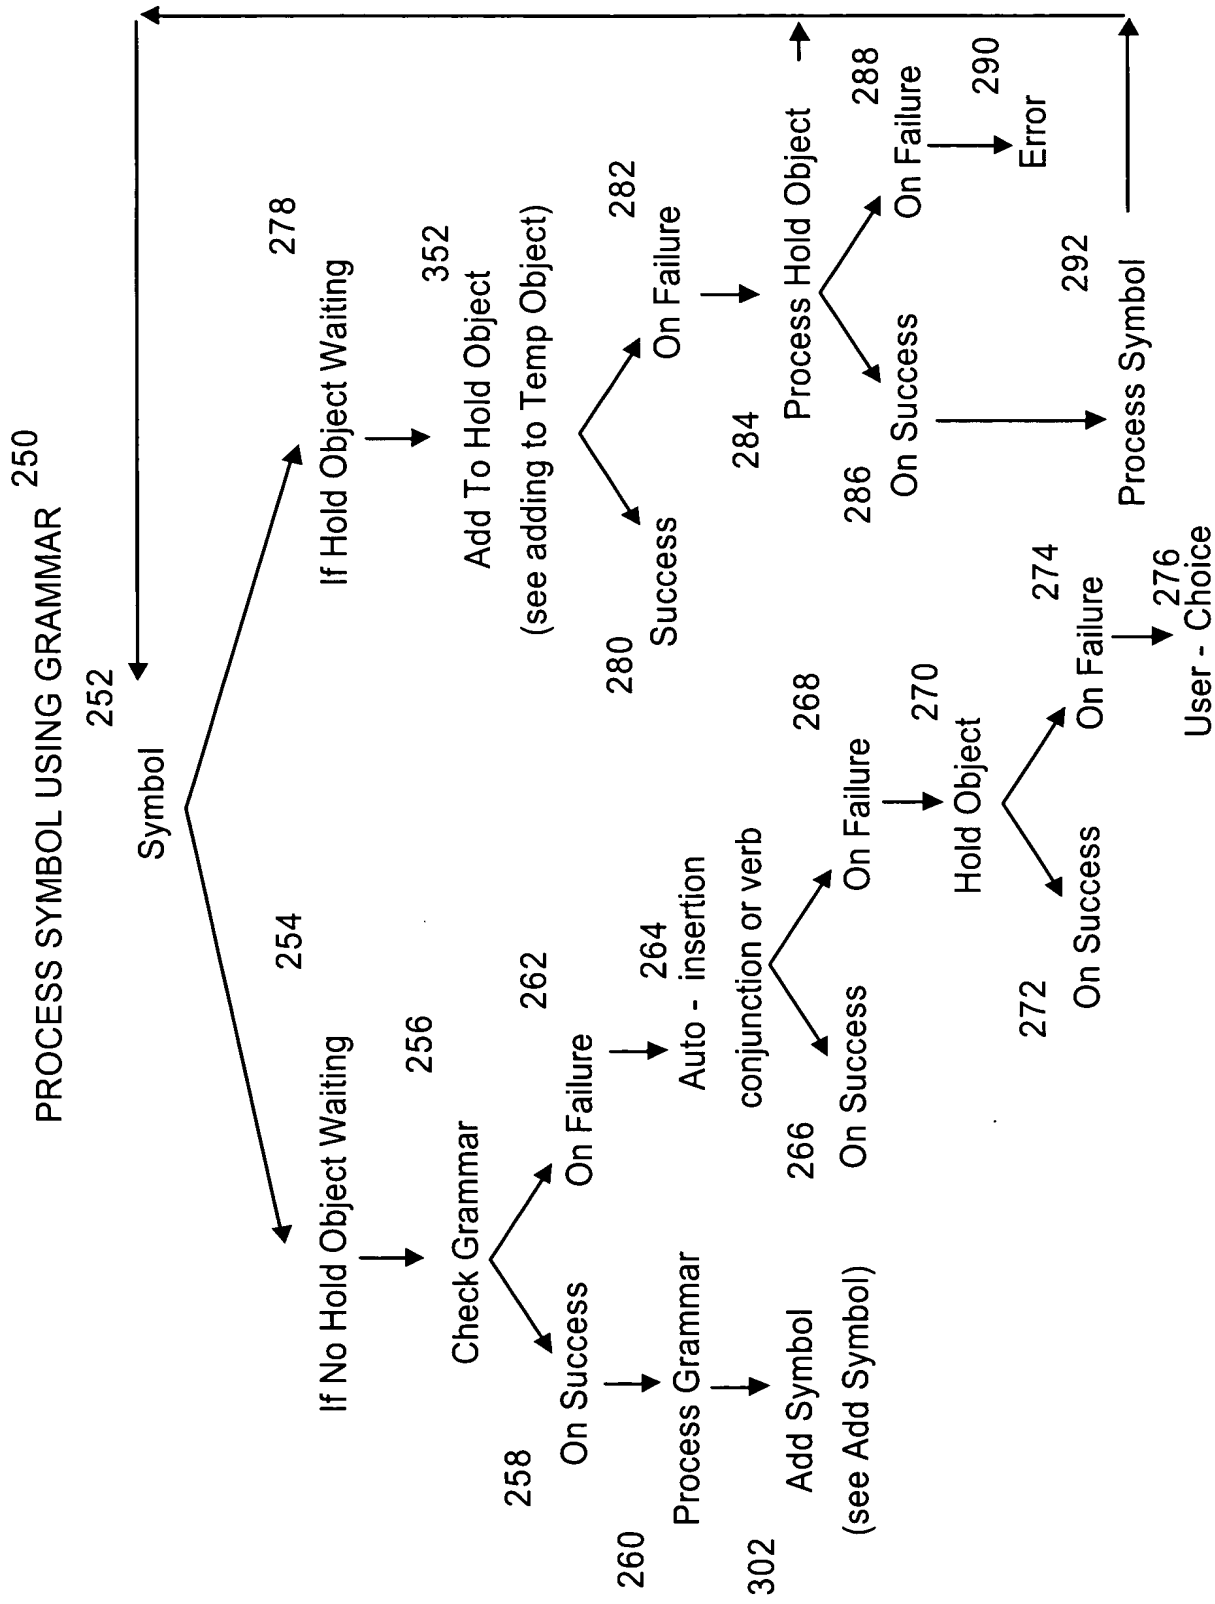 PROCESS SYMBOL USING GRAMMAR 250
252
Symbol
254
If No Hold Object Waiting
256
Check Grammar
258
On Success
260
Process Grammar
302
Add Symbol
(see Add Symbol)
262
On Failure
264
Auto - insertion
conjunction or verb
266
On Success
268
On Failure
270
Hold Object
272
On Success
274
On Failure
276
User - Choice
278
If Hold Object Waiting
352
Add To Hold Object
(see adding to Temp Object)
280
Success
282
On Failure
284
Process Hold Object
286
On Success
288
On Failure
290
Error
292
Process Symbol